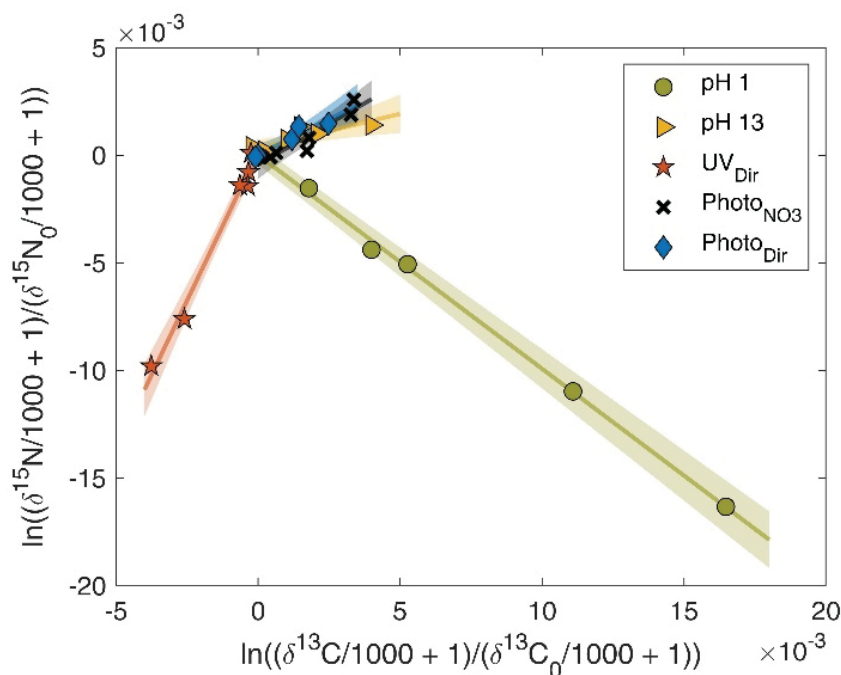 ×10⁻³
5
0
-5
-10
-15
-20
ln((δ¹⁵N/1000 + 1)/(δ¹⁵N₀/1000 + 1))
pH 1
pH 13
UV_Dir
Photo_NO3
Photo_Dir
-5 0 5 10 15 20
ln((δ¹³C/1000 + 1)/(δ¹³C₀/1000 + 1))
×10⁻³